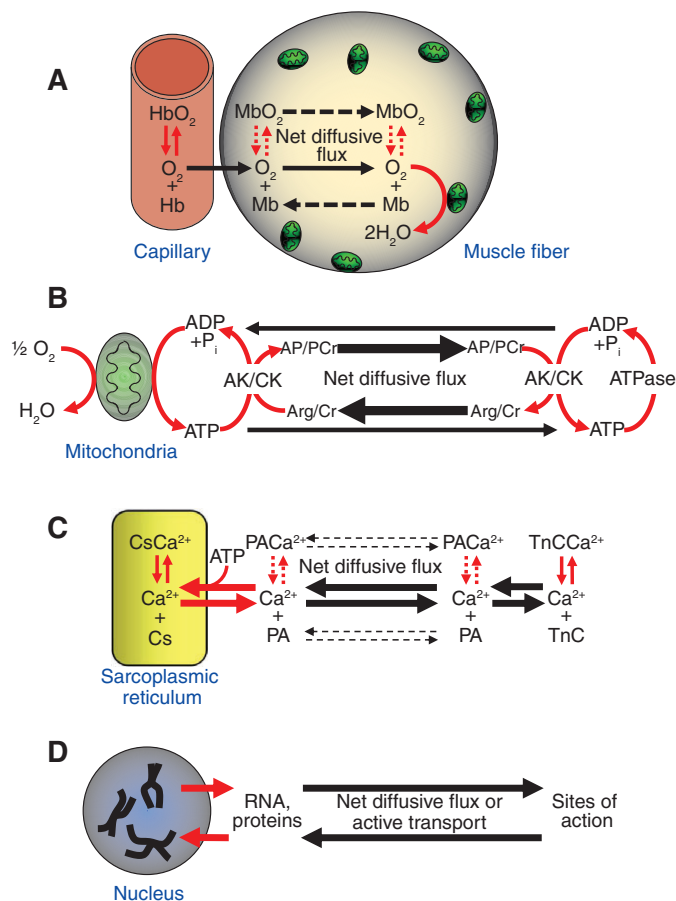 A
HbO2
MbO2
MbO2
Net diffusive
flux
O2
O2
O2
+
+
+
Hb
Mb
Mb
2H2O
Capillary
Muscle fiber
B
ADP
+Pi
ADP
+Pi
½ O2
AP/PCr
AP/PCr
AK/CK
Net diffusive flux
AK/CK
ATPase
H2O
Arg/Cr
Arg/Cr
ATP
ATP
Mitochondria
C
CsCa2+
ATP
PACa2+
PACa2+
TnCCa2+
Net diffusive flux
Ca2+
Ca2+
Ca2+
Ca2+
+
+
+
+
Cs
PA
PA
TnC
Sarcoplasmic
reticulum
D
RNA,
proteins
Net diffusive flux or
active transport
Sites of
action
Nucleus